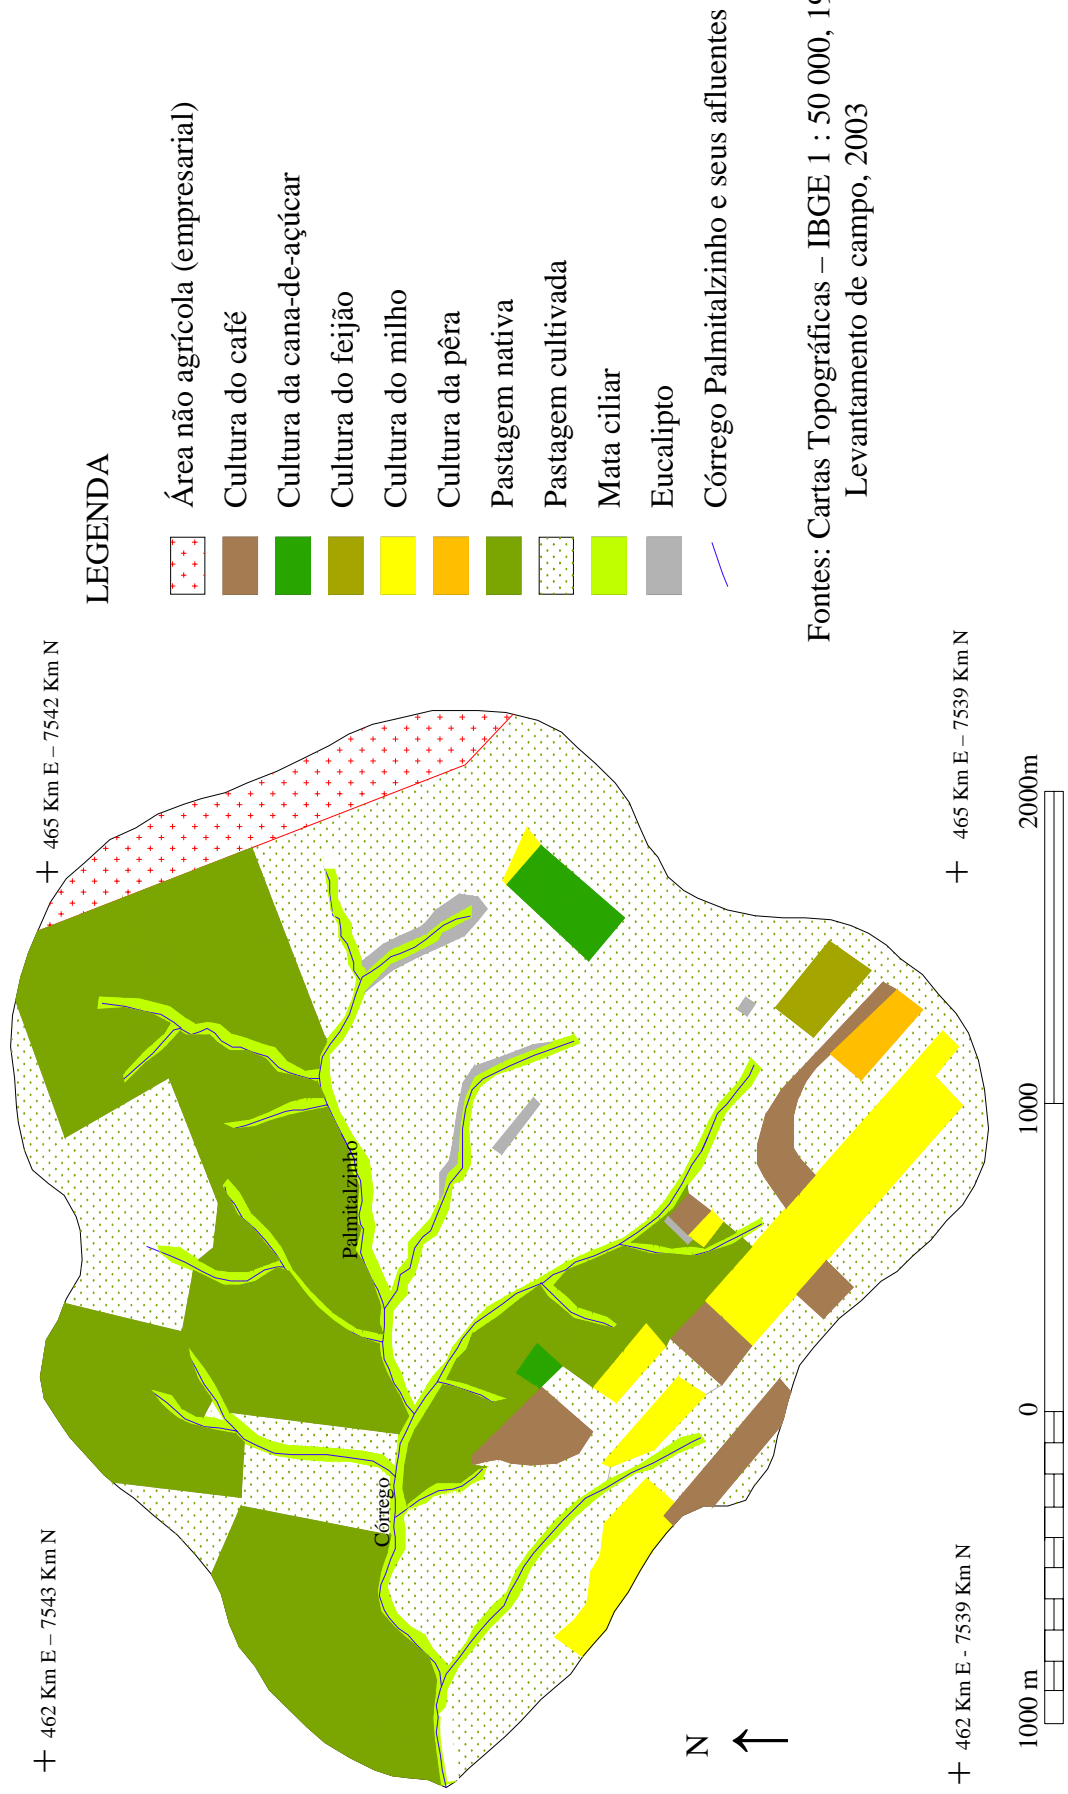 462 Km E – 7543 Km N
465 Km E – 7542 Km N
Palmitalzinho
Córrego
N
462 Km E - 7539 Km N
465 Km E – 7539 Km N
1000 m
0
1000
2000m
LEGENDA
Área não agrícola (empresarial)
Cultura do café
Cultura da cana-de-açúcar
Cultura do feijão
Cultura do milho
Cultura da pêra
Pastagem nativa
Pastagem cultivada
Mata ciliar
Eucalipto
Córrego Palmitalzinho e seus afluentes
Fontes: Cartas Topográficas – IBGE 1 : 50 000,
Levantamento de campo, 2003